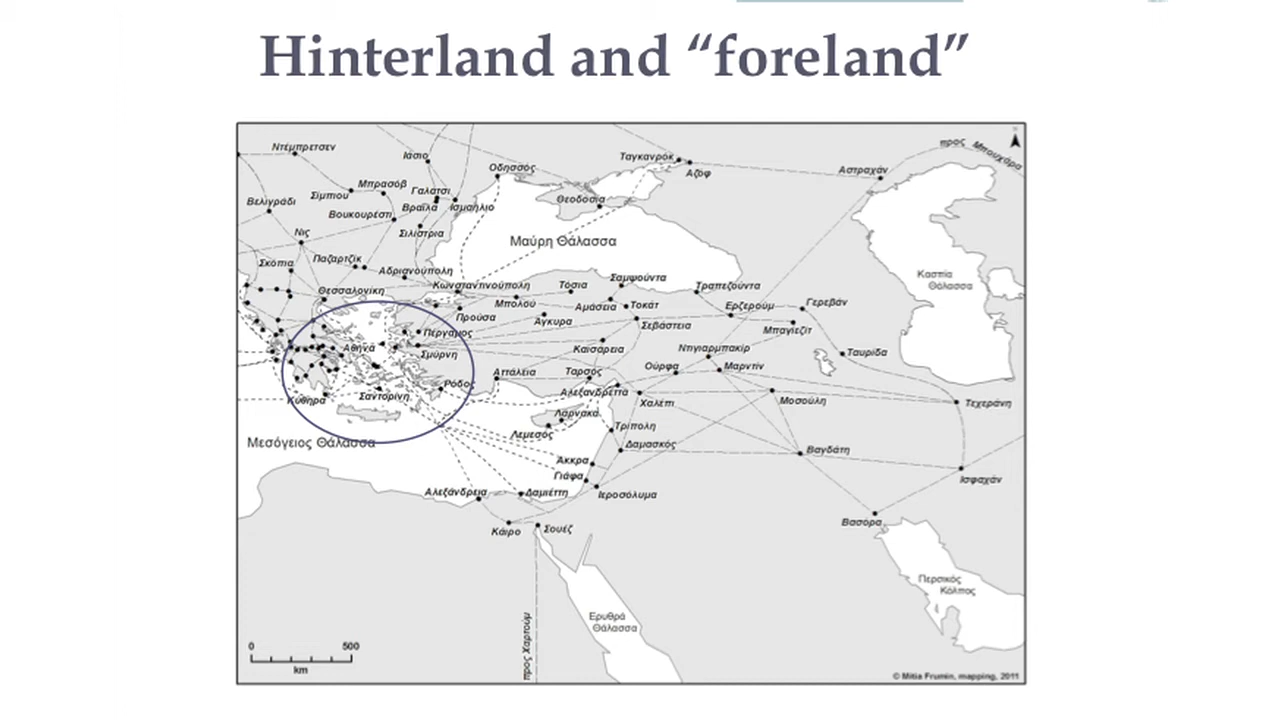 Hinterland and “foreland”
προς Μπουχάρα
Ντέμπρετσεν
Ιάσιο
Ταγκανρόκ
Αζόφ
Οδησσός
Αστραχάν
Σίμπιου
Μπρασόβ
Γαλάτσι
Βελιγράδι
Βραΐλα
Ισμαήλιο
Θεοδοσία
Βουκουρέστι
Σιλίστρια
Νις
Μαύρη Θάλασσα
Σκόπια
Παζαρτζίκ
Αδριανούπολη
Κασπία
Θάλασσα
Θεσσαλονίκη
Κωνσταντινούπολη
Τόσια
Σαμψούντα
Τραπεζούντα
Μπολού
Αμάσεια
Τοκάτ
Ερζερούμ
Γερεβάν
Προύσα
Άγκυρα
Σεβάστεια
Μπαγιεζίτ
Πέργαμος
Αθήνα
Σμύρνη
Καισάρεια
Ντιγιαρμπακίρ
Ταυρίδα
Ούρφα
Μαρντίν
Αττάλεια
Ταρσός
Ρόδος
Κύθηρα
Σαντορίνη
Αλεξανδρέττα
Χαλέπι
Μοσούλη
Τεχεράνη
Λάρνακα
Λεμεσός
Τρίπολη
Μεσόγειος Θάλασσα
Δαμασκός
Βαγδάτη
Άκκρα
Γιάφα
Ισφαχάν
Αλεξάνδρεια
Δαμιέττη
Ιεροσόλυμα
Κάιρο
Σουέζ
Βασόρα
Περσικός
Κόλπος
Ερυθρά
Θάλασσα
προς Χαρτούμ
0 500
km
© Mitia Frumin, mapping, 2011